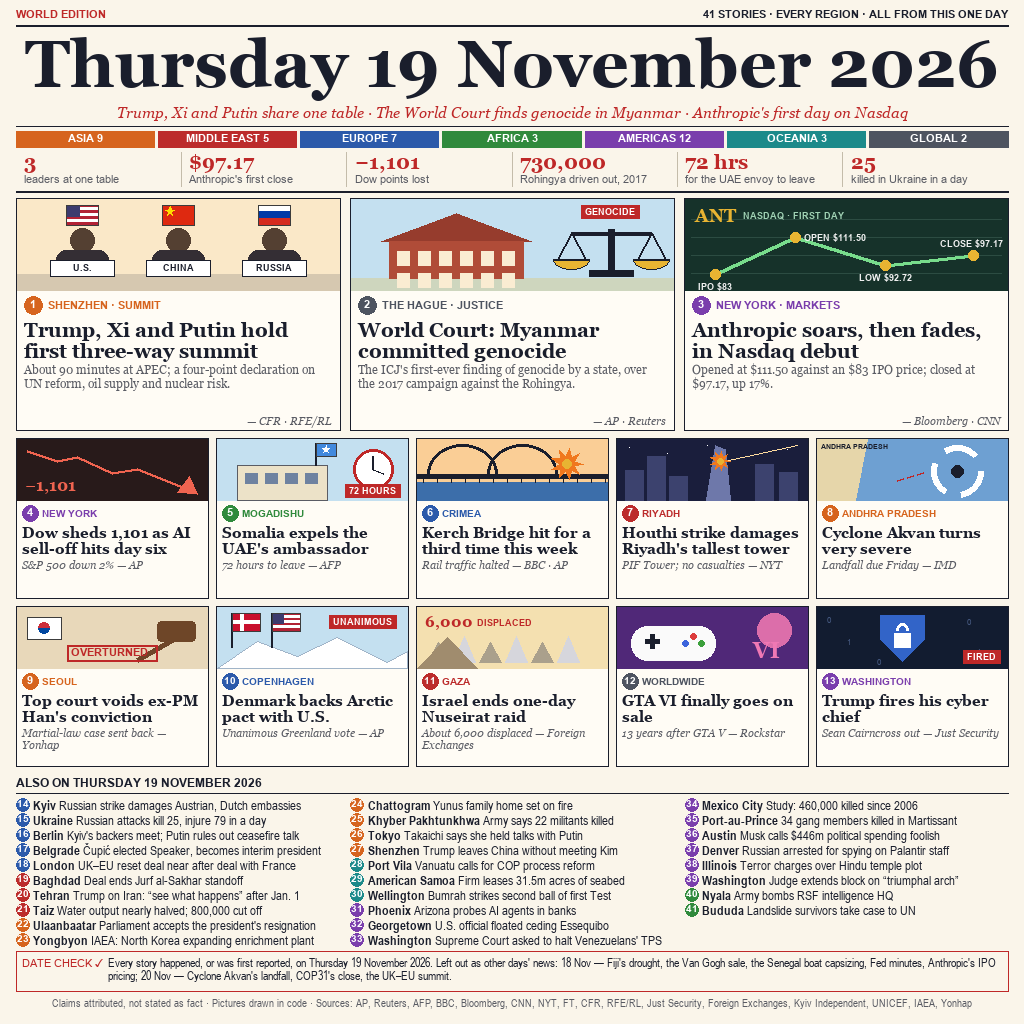 WORLD EDITION
41 STORIES · EVERY REGION · ALL FROM THIS ONE DAY
Thursday 19 November 2026
Trump, Xi and Putin share one table · The World Court finds genocide in Myanmar · Anthropic's first day on Nasdaq
ASIA 9
MIDDLE EAST 5
EUROPE 7
AFRICA 3
AMERICAS 12
OCEANIA 3
GLOBAL 2
3
leaders at one table
$97.17
Anthropic's first close
−1,101
Dow points lost
730,000
Rohingya driven out, 2017
72 hrs
for the UAE envoy to leave
25
killed in Ukraine in a day
U.S.
CHINA
RUSSIA
1 SHENZHEN · SUMMIT
Trump, Xi and Putin hold
first three-way summit
About 90 minutes at APEC; a four-point declaration on
UN reform, oil supply and nuclear risk.
— CFR · RFE/RL
GENOCIDE
2 THE HAGUE · JUSTICE
World Court: Myanmar
committed genocide
The ICJ's first-ever finding of genocide by a state, over
the 2017 campaign against the Rohingya.
— AP · Reuters
ANT NASDAQ · FIRST DAY
OPEN $111.50
CLOSE $97.17
LOW $92.72
IPO $83
3 NEW YORK · MARKETS
Anthropic soars, then fades,
in Nasdaq debut
Opened at $111.50 against an $83 IPO price; closed at
$97.17, up 17%.
— Bloomberg · CNN
−1,101
4 NEW YORK
Dow sheds 1,101 as AI
sell-off hits day six
S&P 500 down 2% — AP
72 HOURS
5 MOGADISHU
Somalia expels the
UAE's ambassador
72 hours to leave — AFP
6 CRIMEA
Kerch Bridge hit for a
third time this week
Rail traffic halted — BBC · AP
7 RIYADH
Houthi strike damages
Riyadh's tallest tower
PIF Tower; no casualties — NYT
ANDHRA PRADESH
8 ANDHRA PRADESH
Cyclone Akvan turns
very severe
Landfall due Friday — IMD
OVERTURNED
9 SEOUL
Top court voids ex-PM
Han's conviction
Martial-law case sent back —
Yonhap
UNANIMOUS
10 COPENHAGEN
Denmark backs Arctic
pact with U.S.
Unanimous Greenland vote — AP
6,000 DISPLACED
11 GAZA
Israel ends one-day
Nuseirat raid
About 6,000 displaced — Foreign
Exchanges
VI
12 WORLDWIDE
GTA VI finally goes on
sale
13 years after GTA V — Rockstar
0
1
0
0
FIRED
13 WASHINGTON
Trump fires his cyber
chief
Sean Cairncross out — Just Security
ALSO ON THURSDAY 19 NOVEMBER 2026
14 Kyiv Russian strike damages Austrian, Dutch embassies
15 Ukraine Russian attacks kill 25, injure 79 in a day
16 Berlin Kyiv's backers meet; Putin rules out ceasefire talk
17 Belgrade Čupić elected Speaker, becomes interim president
18 London UK–EU reset deal near after deal with France
19 Baghdad Deal ends Jurf al-Sakhar standoff
20 Tehran Trump on Iran: “see what happens” after Jan. 1
21 Taiz Water output nearly halved; 800,000 cut off
22 Ulaanbaatar Parliament accepts the president's resignation
23 Yongbyon IAEA: North Korea expanding enrichment plant
24 Chattogram Yunus family home set on fire
25 Khyber Pakhtunkhwa Army says 22 militants killed
26 Tokyo Takaichi says she held talks with Putin
27 Shenzhen Trump leaves China without meeting Kim
28 Port Vila Vanuatu calls for COP process reform
29 American Samoa Firm leases 31.5m acres of seabed
30 Wellington Bumrah strikes second ball of first Test
31 Phoenix Arizona probes AI agents in banks
32 Georgetown U.S. official floated ceding Essequibo
33 Washington Supreme Court asked to halt Venezuelans' TPS
34 Mexico City Study: 460,000 killed since 2006
35 Port-au-Prince 34 gang members killed in Martissant
36 Austin Musk calls $446m political spending foolish
37 Denver Russian arrested for spying on Palantir staff
38 Illinois Terror charges over Hindu temple plot
39 Washington Judge extends block on “triumphal arch”
40 Nyala Army bombs RSF intelligence HQ
41 Bududa Landslide survivors take case to UN
DATE CHECK ✓ Every story happened, or was first reported, on Thursday 19 November 2026. Left out as other days' news: 18 Nov — Fiji's drought, the Van Gogh sale, the Senegal boat capsizing, Fed minutes, Anthropic's IPO
pricing; 20 Nov — Cyclone Akvan's landfall, COP31's close, the UK–EU summit.
Claims attributed, not stated as fact · Pictures drawn in code · Sources: AP, Reuters, AFP, BBC, Bloomberg, CNN, NYT, FT, CFR, RFE/RL, Just Security, Foreign Exchanges, Kyiv Independent, UNICEF, IAEA, Yonhap